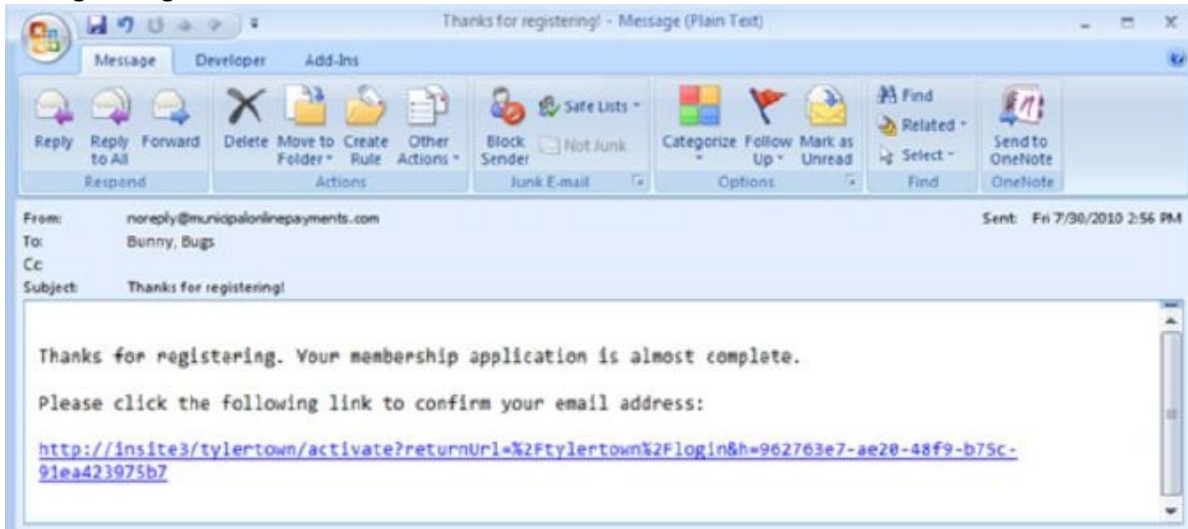 Thanks for registering! - Message (Plain Text)
Message Developer Add-Ins
Reply Reply to All Forward Delete Move to Folder Create Rule Other Actions Block Sender Safe Lists Not Junk Categorize Follow Up Mark as Unread Find Related Select Send to OneNote
Respond Actions Junk E-mail Options Find OneNote
From: noreply@municipalonlinepayments.com Sent: Fri 7/30/2010 2:56 PM
To: Bunny, Bugs
Cc:
Subject: Thanks for registering!
Thanks for registering. Your membership application is almost complete.
Please click the following link to confirm your email address:
http://insite3/tylertown/activate?returnUrl=%2Ftylertown%2Flogin&h=962763e7-ae20-48f9-b75c-
91ea423975b7